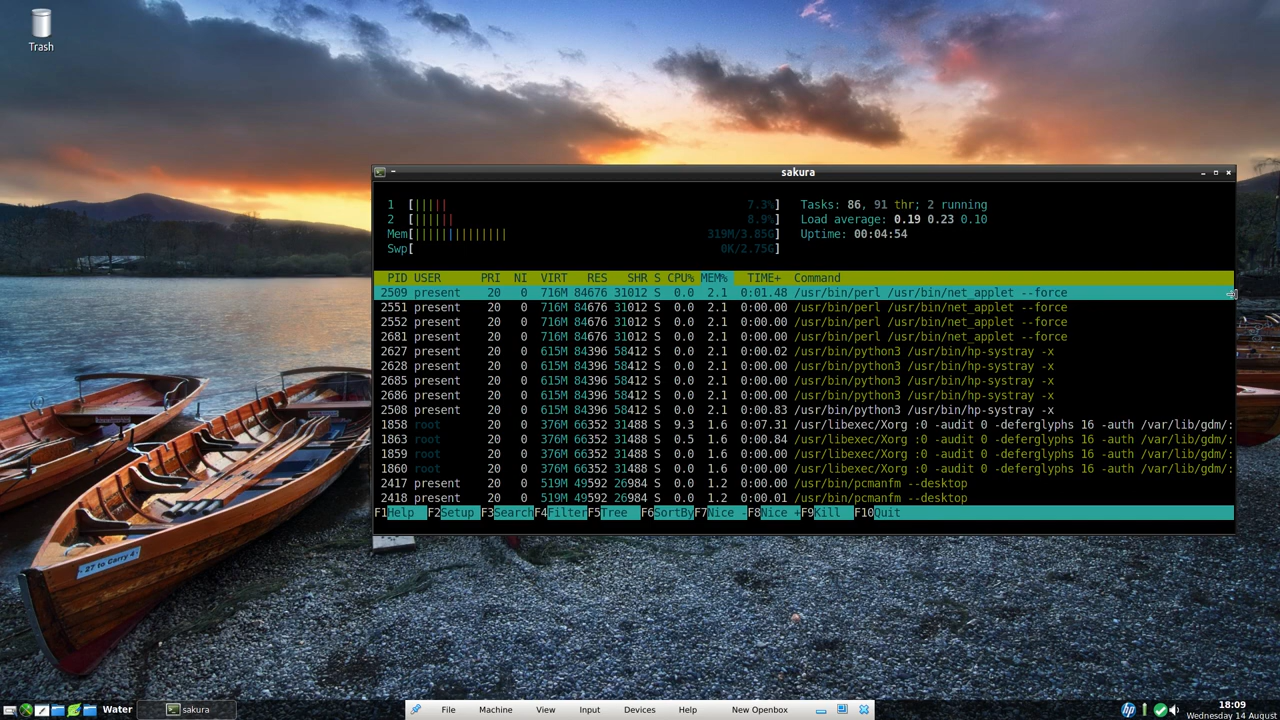 Trash
sakura
1 [||||| 7.3%] Tasks: 86, 91 thr; 2 running
2 [|||||| 8.9%] Load average: 0.19 0.23 0.10
Mem[|||||||||||||| 319M/3.85G] Uptime: 00:04:54
Swp[ 0K/2.75G]
PID USER PRI NI VIRT RES SHR S CPU% MEM% TIME+ Command
2509 present 20 0 716M 84676 31012 S 0.0 2.1 0:01.48 /usr/bin/perl /usr/bin/net_applet --force
2551 present 20 0 716M 84676 31012 S 0.0 2.1 0:00.00 /usr/bin/perl /usr/bin/net_applet --force
2552 present 20 0 716M 84676 31012 S 0.0 2.1 0:00.00 /usr/bin/perl /usr/bin/net_applet --force
2681 present 20 0 716M 84676 31012 S 0.0 2.1 0:00.00 /usr/bin/perl /usr/bin/net_applet --force
2627 present 20 0 615M 84396 58412 S 0.0 2.1 0:00.02 /usr/bin/python3 /usr/bin/hp-systray -x
2628 present 20 0 615M 84396 58412 S 0.0 2.1 0:00.00 /usr/bin/python3 /usr/bin/hp-systray -x
2685 present 20 0 615M 84396 58412 S 0.0 2.1 0:00.00 /usr/bin/python3 /usr/bin/hp-systray -x
2686 present 20 0 615M 84396 58412 S 0.0 2.1 0:00.00 /usr/bin/python3 /usr/bin/hp-systray -x
2508 present 20 0 615M 84396 58412 S 0.0 2.1 0:00.83 /usr/bin/python3 /usr/bin/hp-systray -x
1858 root 20 0 376M 66352 31488 S 9.3 1.6 0:07.31 /usr/libexec/Xorg :0 -audit 0 -deferglyphs 16 -auth /var/lib/gdm/:
1863 root 20 0 376M 66352 31488 S 0.5 1.6 0:00.84 /usr/libexec/Xorg :0 -audit 0 -deferglyphs 16 -auth /var/lib/gdm/:
1859 root 20 0 376M 66352 31488 S 0.0 1.6 0:00.00 /usr/libexec/Xorg :0 -audit 0 -deferglyphs 16 -auth /var/lib/gdm/:
1860 root 20 0 376M 66352 31488 S 0.0 1.6 0:00.00 /usr/libexec/Xorg :0 -audit 0 -deferglyphs 16 -auth /var/lib/gdm/:
2417 present 20 0 519M 49592 26984 S 0.0 1.2 0:00.00 /usr/bin/pcmanfm --desktop
2418 present 20 0 519M 49592 26984 S 0.0 1.2 0:00.01 /usr/bin/pcmanfm --desktop
F1Help F2Setup F3SearchF4FilterF5Tree F6SortByF7Nice -F8Nice +F9Kill F10Quit
- 27 to Carry 4 -
Water sakura File Machine View Input Devices Help New Openbox hp 18:09
Wednesday 14 August